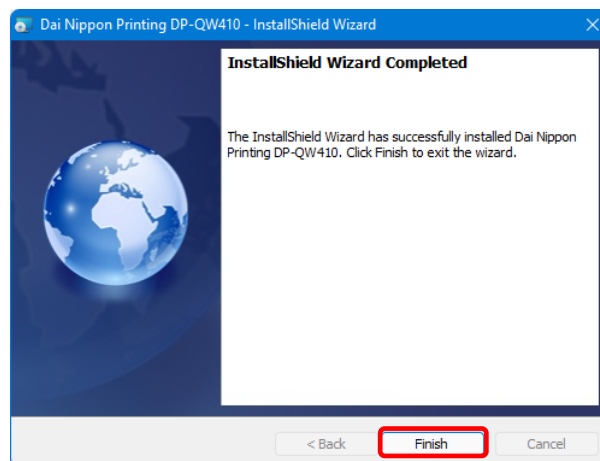 Dai Nippon Printing DP-QW410 - InstallShield Wizard
InstallShield Wizard Completed
The InstallShield Wizard has successfully installed Dai Nippon
Printing DP-QW410. Click Finish to exit the wizard.
< Back Finish Cancel